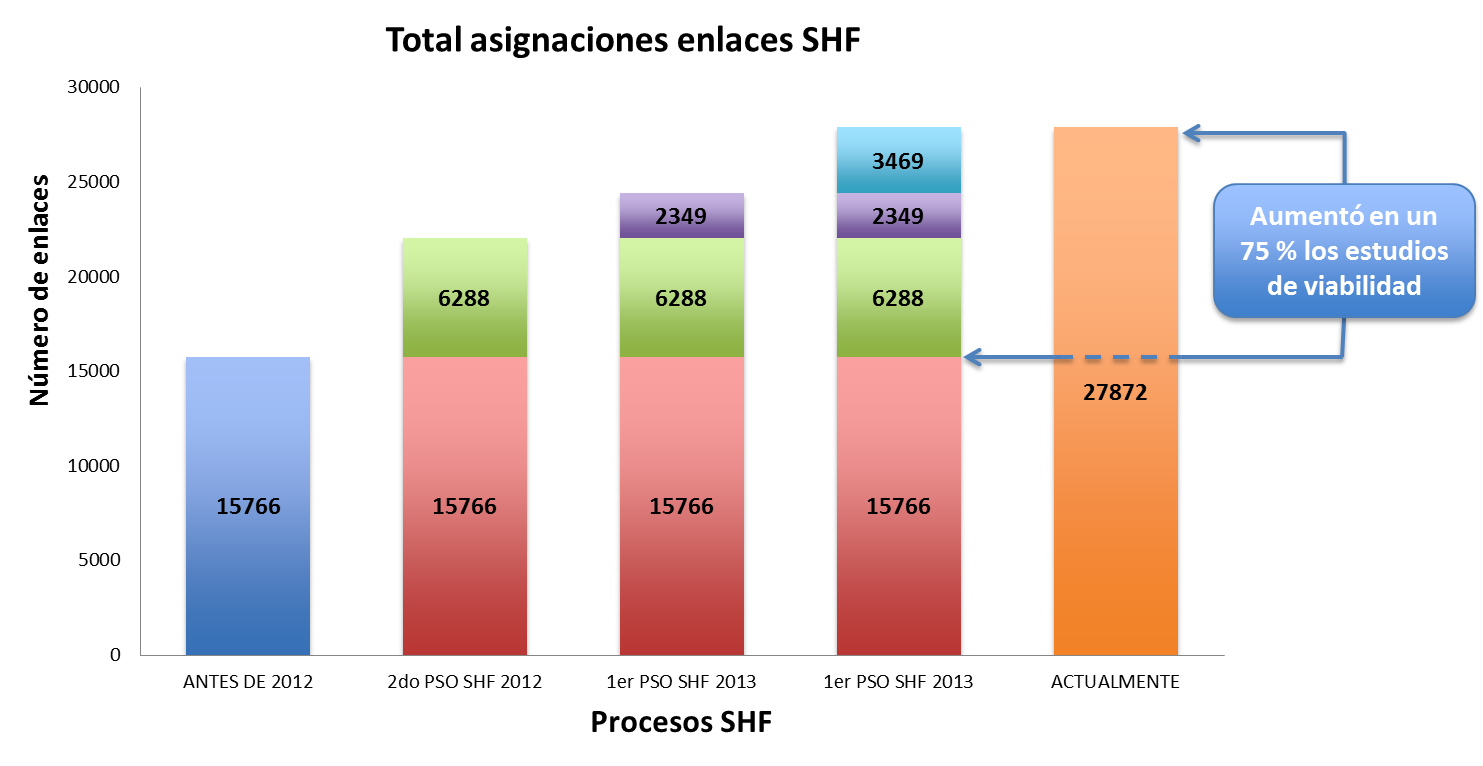 Total asignaciones enlaces SHF
Número de enlaces
30000
25000
20000
15000
10000
5000
0
15766
6288
15766
2349
6288
15766
3469
2349
6288
15766
27872
Aumentó en un
75 % los estudios
de viabilidad
ANTES DE 2012
2do PSO SHF 2012
1er PSO SHF 2013
1er PSO SHF 2013
ACTUALMENTE
Procesos SHF